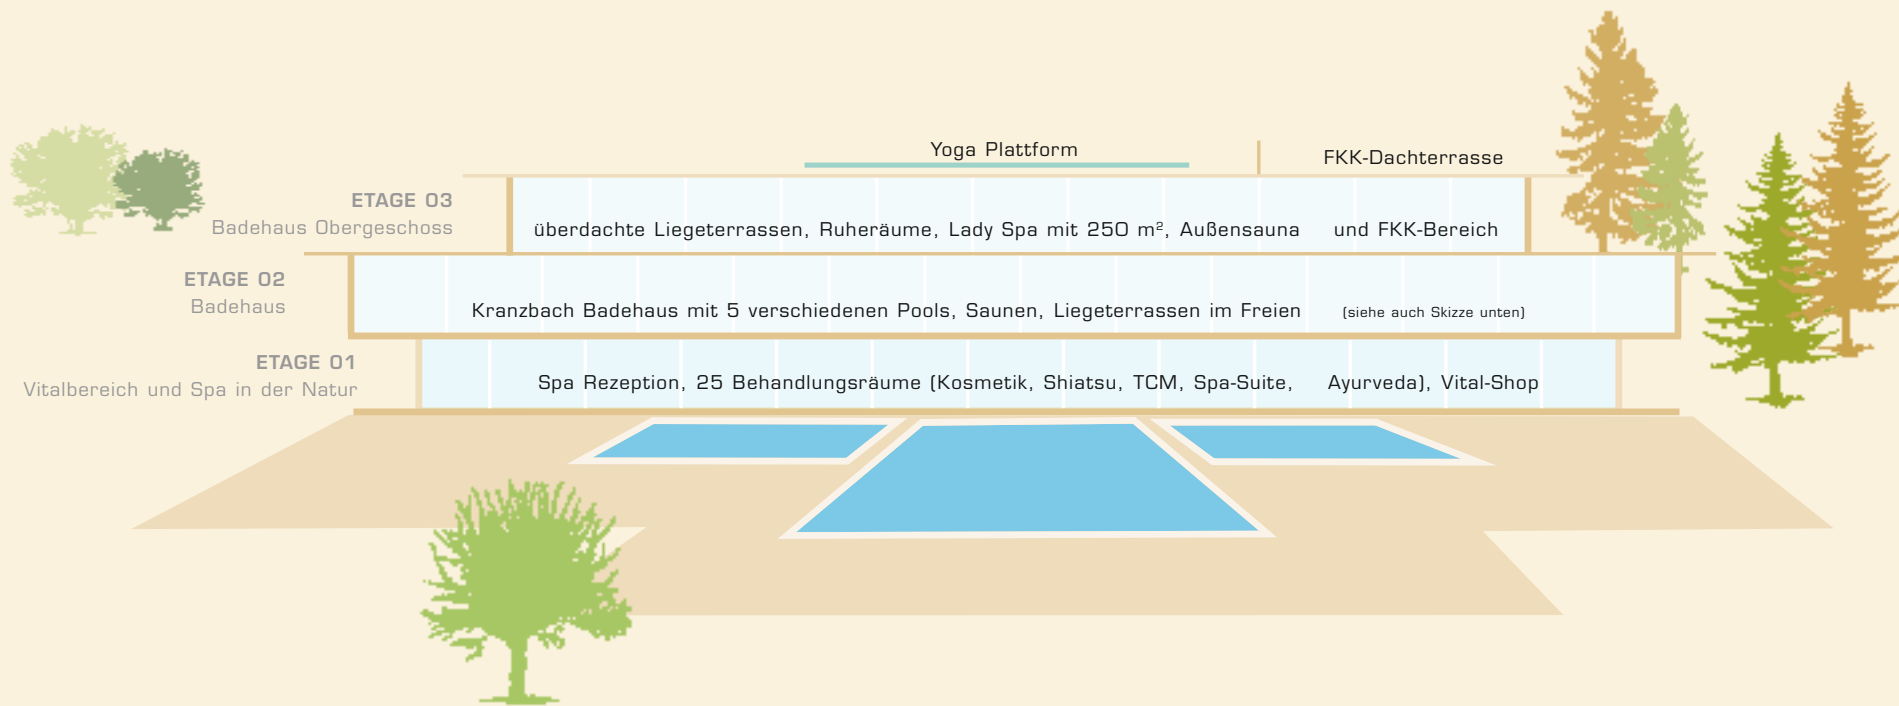 Yoga Plattform
FKK-Dachterrasse
ETAGE 03
Badehaus Obergeschoss
überdachte Liegeterrassen, Ruheräume, Lady Spa mit 250 m², Außensauna und FKK-Bereich
ETAGE 02
Badehaus
Kranzbach Badehaus mit 5 verschiedenen Pools, Saunen, Liegeterrassen im Freien (siehe auch Skizze unten)
ETAGE 01
Vitalbereich und Spa in der Natur
Spa Rezeption, 25 Behandlungsräume (Kosmetik, Shiatsu, TCM, Spa-Suite, Ayurveda), Vital-Shop